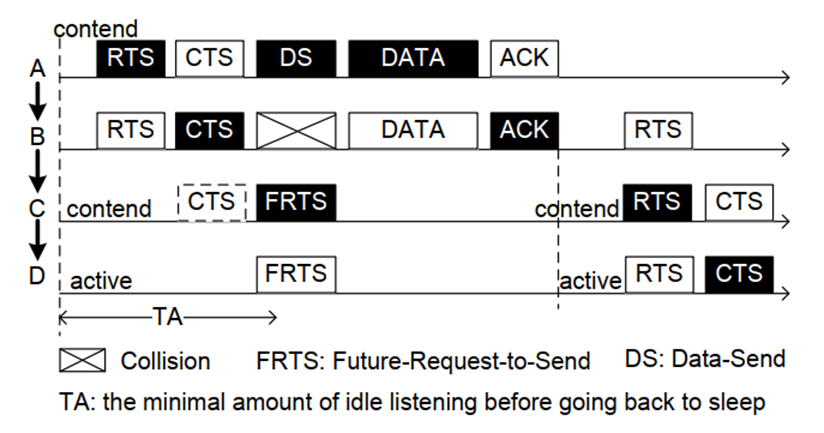 contend
A RTS CTS DS DATA ACK
B RTS CTS DATA ACK RTS
C contend CTS FRTS contend RTS CTS
D active FRTS active RTS CTS
TA
Collision FRTS: Future-Request-to-Send DS: Data-Send
TA: the minimal amount of idle listening before going back to sleep